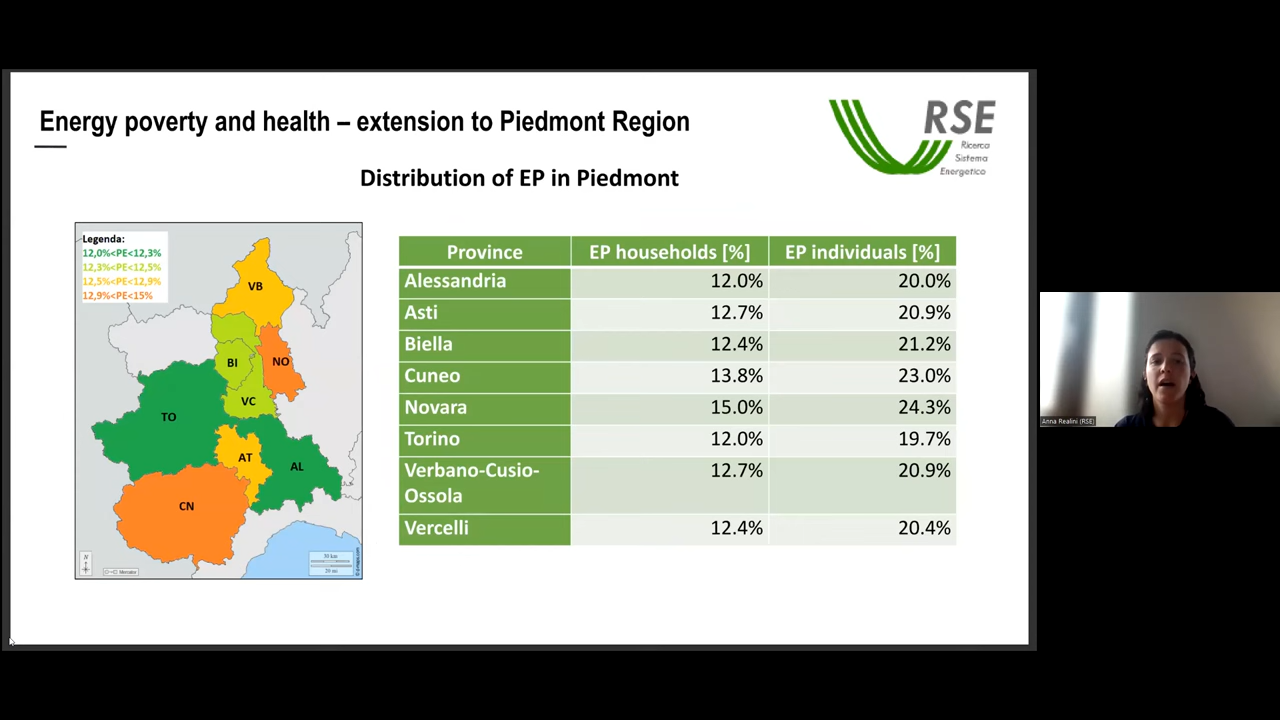 Energy poverty and health – extension to Piedmont Region
RSE
Ricerca
Sistema
Energetico
Distribution of EP in Piedmont
Legenda:
12,0%<PE<12,3%
12,3%<PE<12,5%
12,5%<PE<12,9%
12,9%<PE<15%
VB
NO
BI
VC
TO
AT
AL
CN
N
Mercator
30 km
20 mi
Province EP households [%] EP individuals [%]
Alessandria 12.0% 20.0%
Asti 12.7% 20.9%
Biella 12.4% 21.2%
Cuneo 13.8% 23.0%
Novara 15.0% 24.3%
Torino 12.0% 19.7%
Verbano-Cusio- 12.7% 20.9%
Ossola
Vercelli 12.4% 20.4%
Anna Realini (RSE)